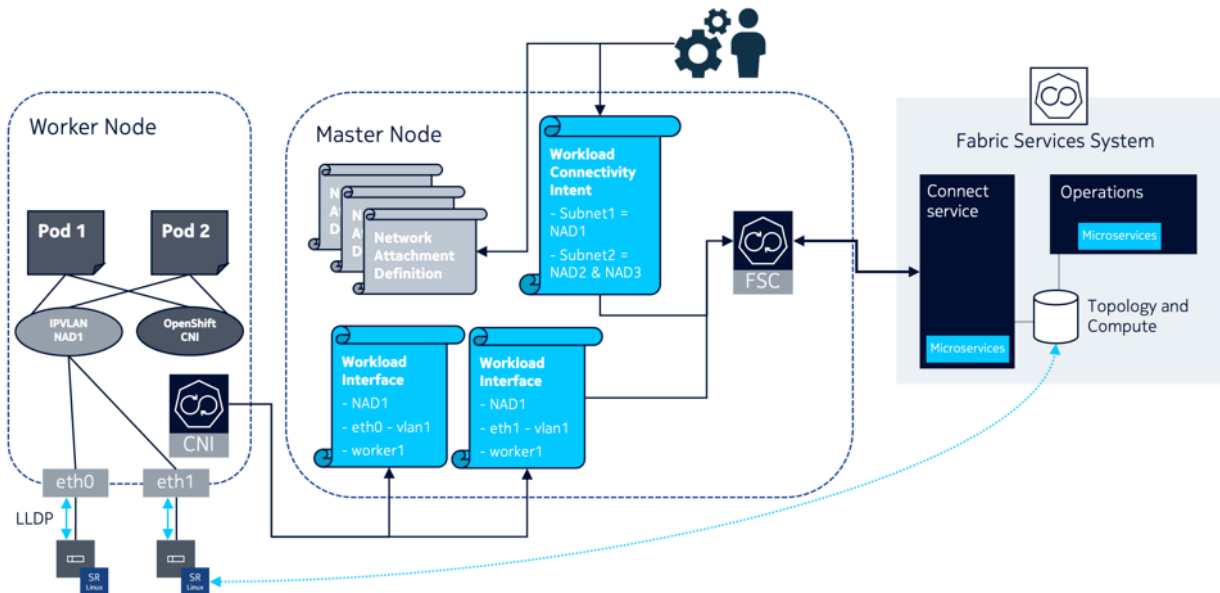 Worker Node
Pod 1
Pod 2
IPVLAN
NAD1
OpenShift
CNI
CNI
eth0
eth1
LLDP
SR
Linux
SR
Linux
Master Node
N
A
D
N
A
D
Network
Attachment
Definition
Workload
Connectivity
Intent
- Subnet1 =
NAD1
- Subnet2 =
NAD2 & NAD3
Workload
Interface
- NAD1
- eth0 - vlan1
- worker1
Workload
Interface
- NAD1
- eth1 - vlan1
- worker1
FSC
Fabric Services System
Connect
service
Microservices
Operations
Microservices
Topology and
Compute